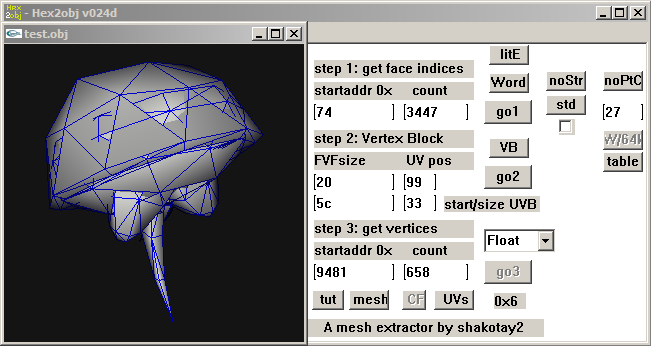 Hex2obj - Hex2obj v024d
test.obj
litE
step 1: get face indices
Word
noStr
noPtC
startaddr 0x count
std
[74 ] [3447 ]
go1
[27 ]
step 2: Vertex Block
VB
W/64k
FVFsize UV pos
table
[20 ] [99 ]
go2
[5c ] [33 ] start/size UVB
step 3: get vertices
Float
startaddr 0x count
[9481 ] [658 ]
go3
tut mesh CF UVs 0x6
A mesh extractor by shakotay2